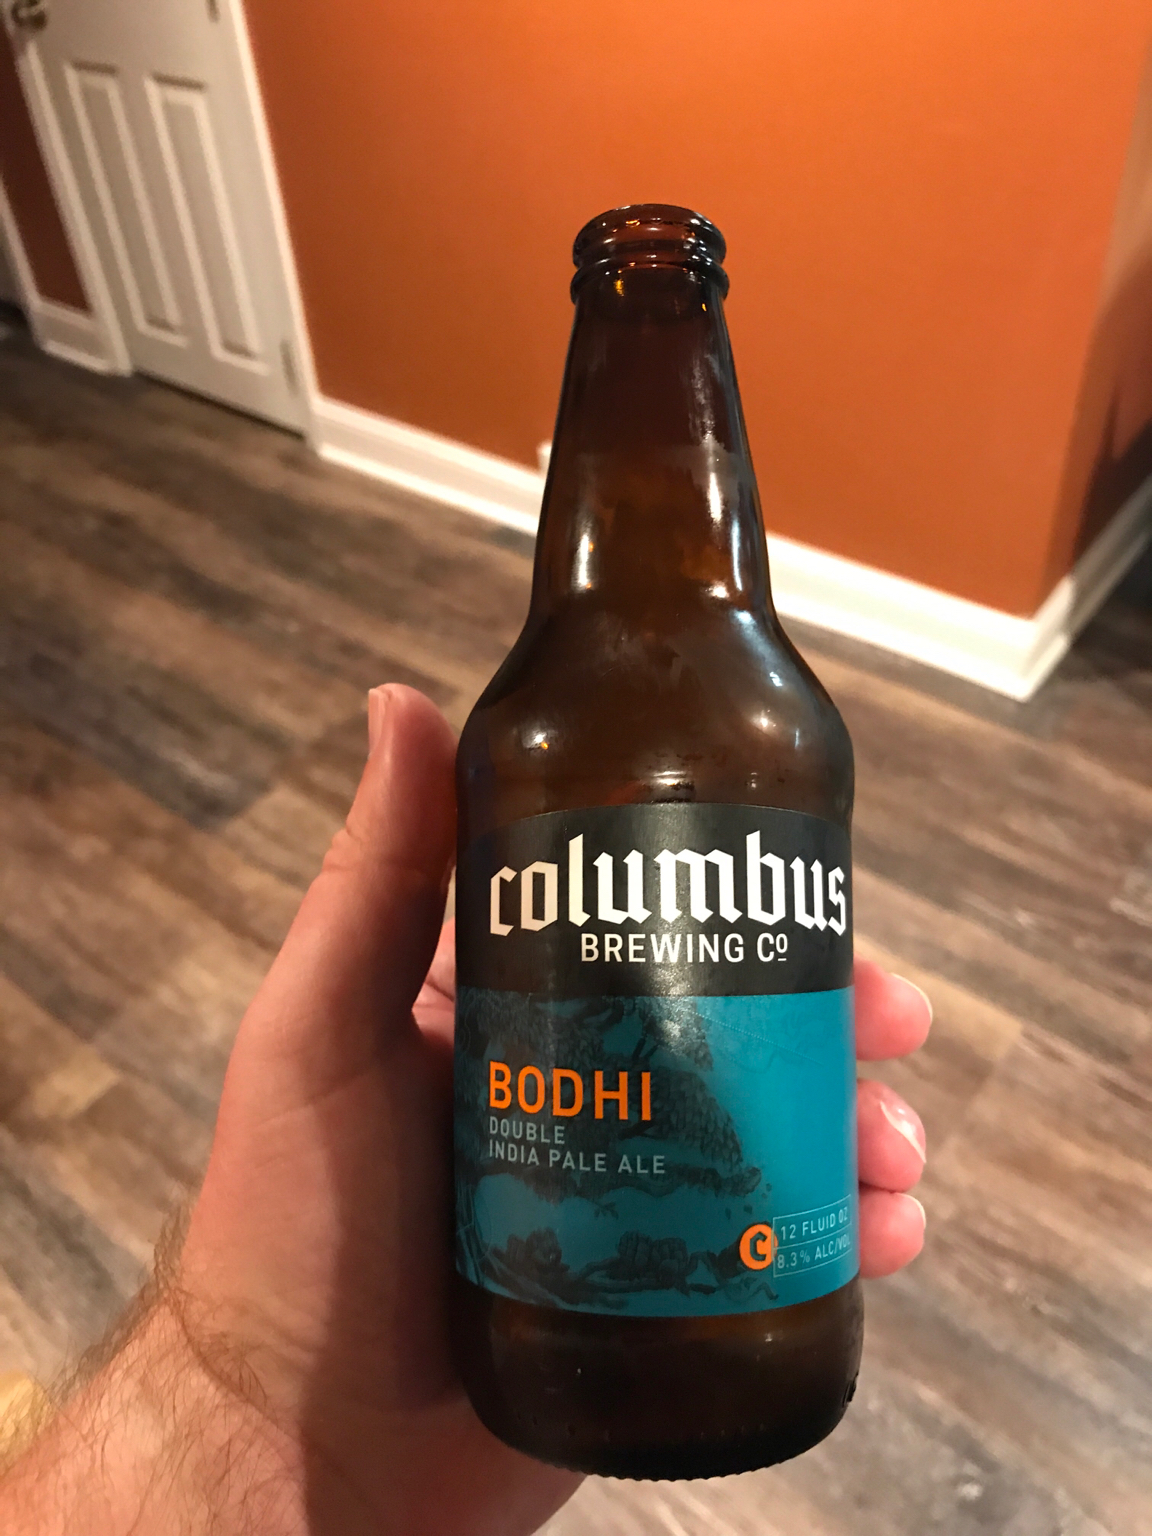 columbus
BREWING Cº
BODHI
DOUBLE
INDIA PALE ALE
C
12 FLUID OZ
8.3% ALC/VOL